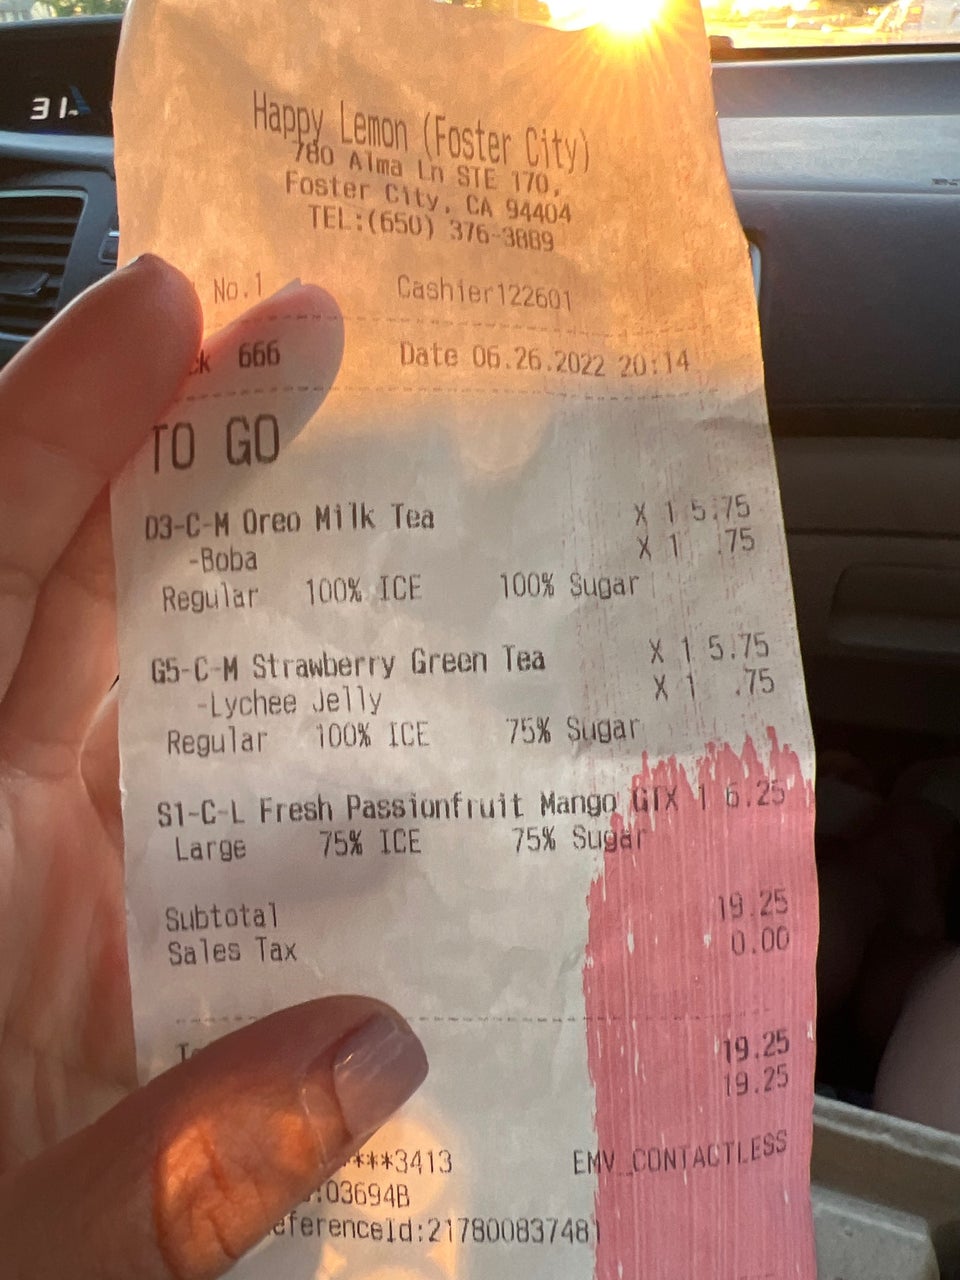 31
Happy Lemon (Foster City)
780 Alma Ln STE 170,
Foster City, CA 94404
TEL:(650) 376-3889
No.1 Cashier122601
ck 666 Date 06.26.2022 20:14
TO GO
D3-C-M Oreo Milk Tea X 1 5.75
-Boba X 1 .75
Regular 100% ICE 100% Sugar
G5-C-M Strawberry Green Tea X 1 5.75
-Lychee Jelly X 1 .75
Regular 100% ICE 75% Sugar
S1-C-L Fresh Passionfruit Mango GTX 1 6.25
Large 75% ICE 75% Sugar
Subtotal 19.25
Sales Tax 0.00
19.25
19.25
***3413 EMV_CONTACTLESS
:03694B
eferenceId:21780083748